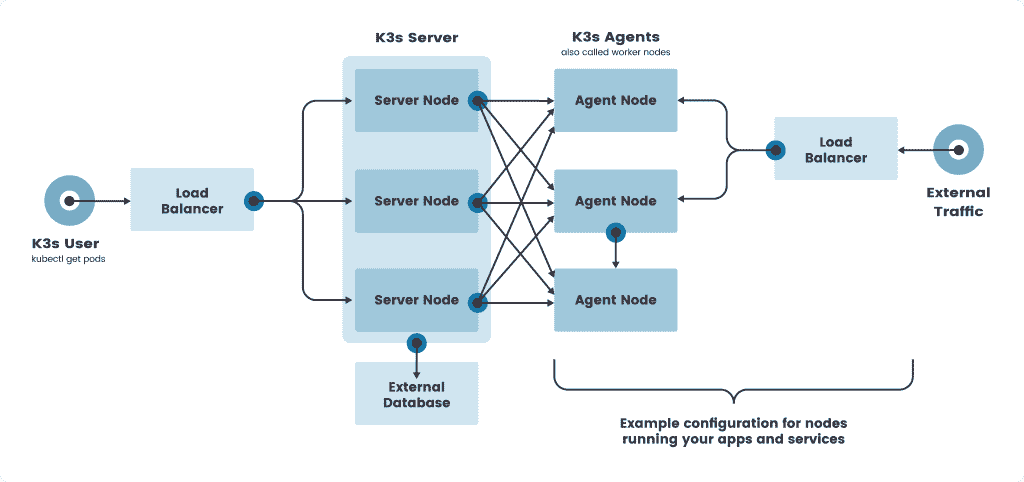 K3s Server
K3s Agents
also called worker nodes
Server Node
Agent Node
Load
Balancer
External
Traffic
Load
Balancer
K3s User
kubectl get pods
Server Node
Agent Node
Server Node
Agent Node
External
Database
Example configuration for nodes
running your apps and services